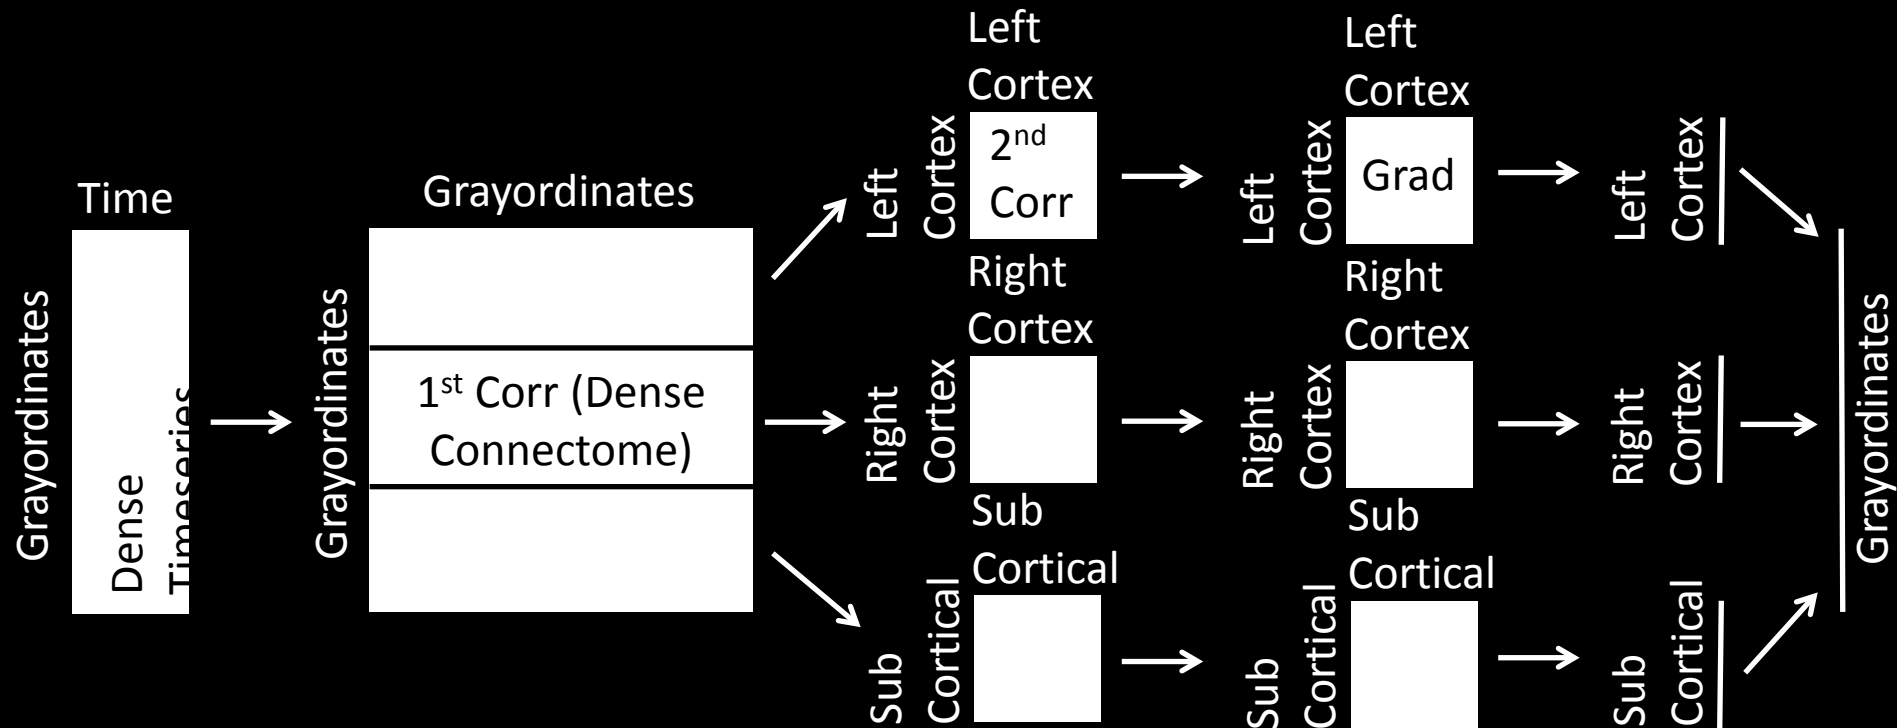 Time
Grayordinates
Dense
Timeseries
Grayordinates
Grayordinates
1st Corr (Dense
Connectome)
Left
Cortex
Left
Cortex
2nd
Corr
Right
Cortex
Right
Cortex
Sub
Cortical
Sub
Cortical
Left
Cortex
Left
Cortex
Grad
Right
Cortex
Right
Cortex
Sub
Cortical
Sub
Cortical
Left
Cortex
Right
Cortex
Sub
Cortical
Grayordinates